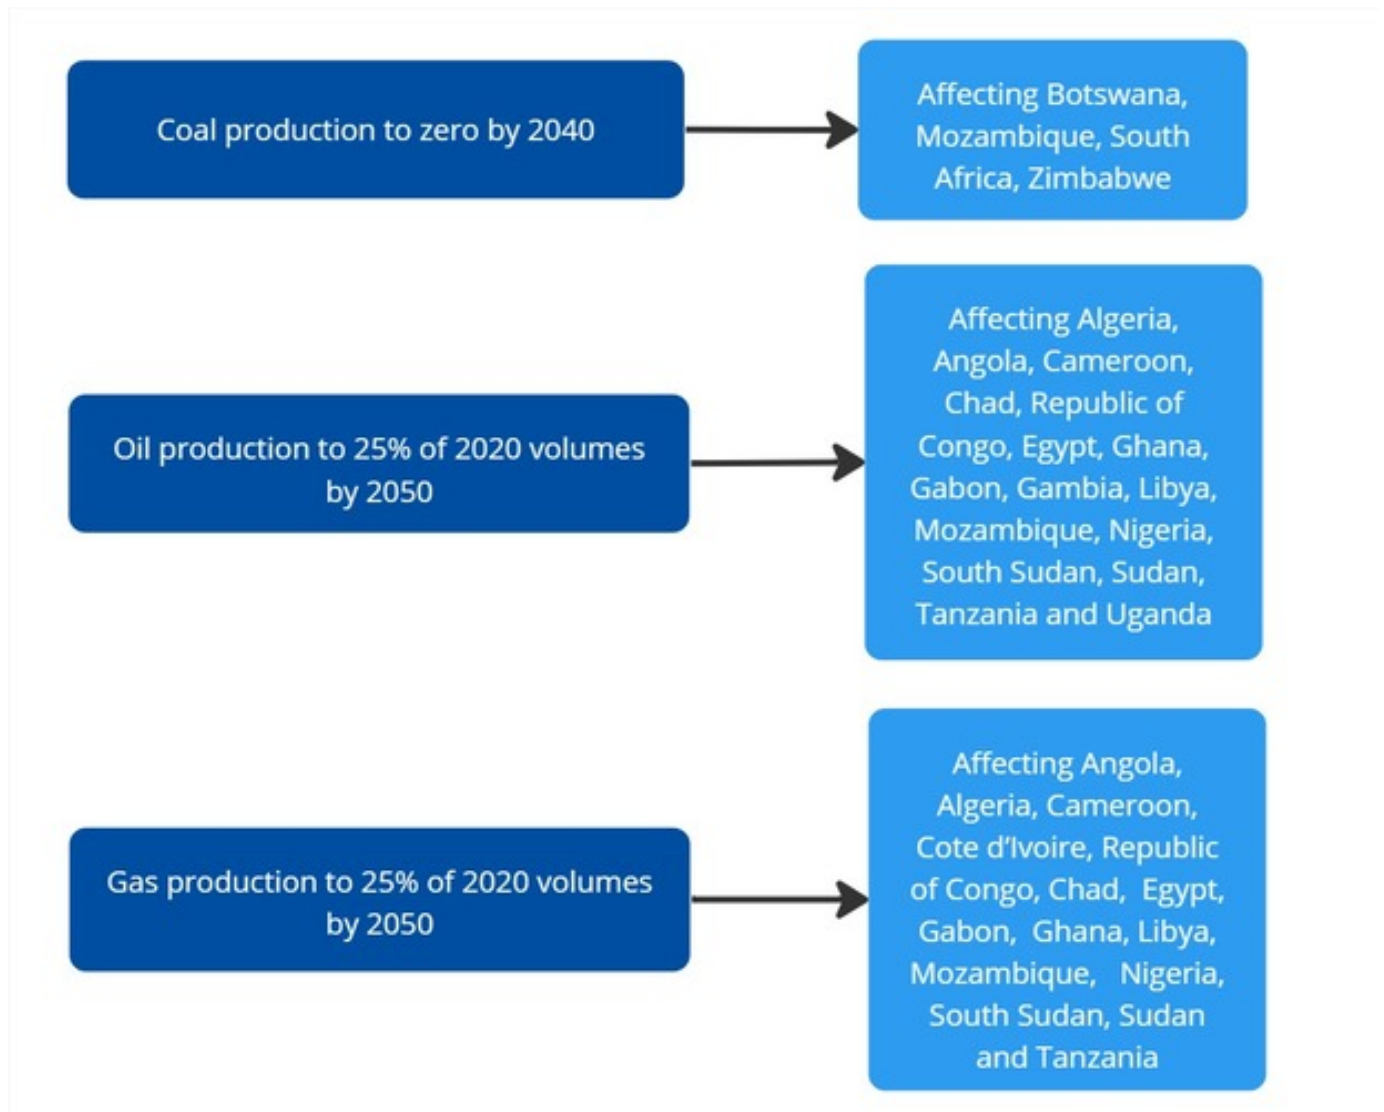 Coal production to zero by 2040
Affecting Botswana,
Mozambique, South
Africa, Zimbabwe
Oil production to 25% of 2020 volumes
by 2050
Affecting Algeria,
Angola, Cameroon,
Chad, Republic of
Congo, Egypt, Ghana,
Gabon, Gambia, Libya,
Mozambique, Nigeria,
South Sudan, Sudan,
Tanzania and Uganda
Gas production to 25% of 2020 volumes
by 2050
Affecting Angola,
Algeria, Cameroon,
Cote d’Ivoire, Republic
of Congo, Chad, Egypt,
Gabon, Ghana, Libya,
Mozambique, Nigeria,
South Sudan, Sudan
and Tanzania